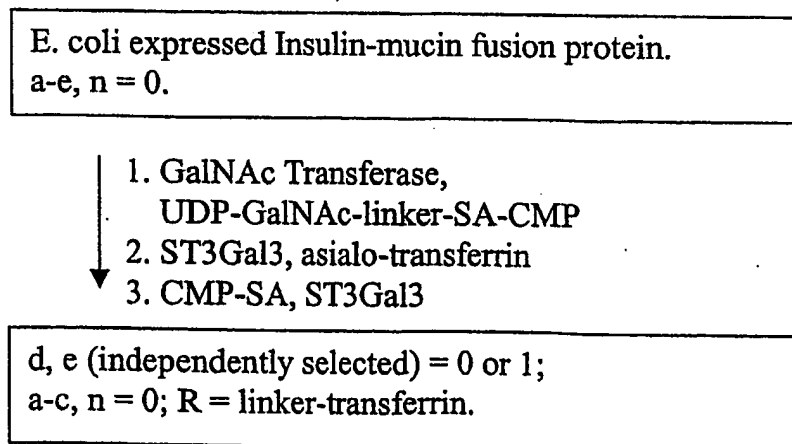 E. coli expressed Insulin-mucin fusion protein.
a-e, n = 0.
1. GalNAc Transferase,
UDP-GalNAc-linker-SA-CMP
2. ST3Gal3, asialo-transferrin
3. CMP-SA, ST3Gal3
d, e (independently selected) = 0 or 1;
a-c, n = 0; R = linker-transferrin.